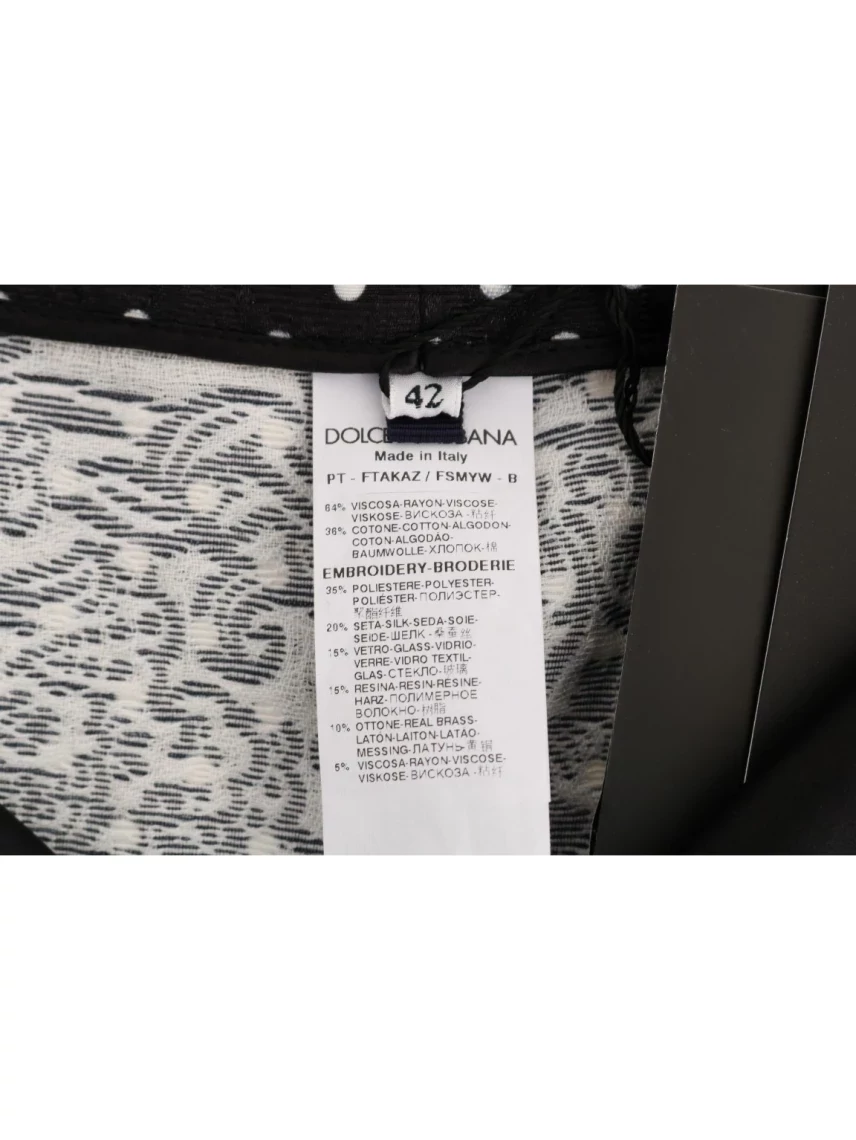 42
DOLCE BANA
Made in Italy
PT - FTAKAZ / FSMYW - B
64% VISCOSA-RAYON-VISCOSE-
VISKOSE-ВИСКОЗА-粘纤
36% COTONE-COTTON-ALGODON-
COTON-ALGODÃO-
BAUMWOLLE-ХЛОПОК-棉
EMBROIDERY-BRODERIE
35% POLIESTERE-POLYESTER-
POLIÉSTER-ПОЛИЭСТЕР-
聚酯纤维
20% SETA-SILK-SEDA-SOIE-
SEIDE-ШЕЛК-桑蚕丝
15% VETRO-GLASS-VIDRIO-
VERRE-VIDRO TEXTIL-
GLAS-СТЕКЛО-玻璃
15% RESINA-RESIN-RESINE-
HARZ-ПОЛИМЕРНОЕ
ВОЛОКНО-树脂
10% OTTONE-REAL BRASS-
LATÓN-LAITON-LATÃO-
MESSING-ЛАТУНЬ-黄铜
5% VISCOSA-RAYON-VISCOSE-
VISKOSE-ВИСКОЗА-粘纤